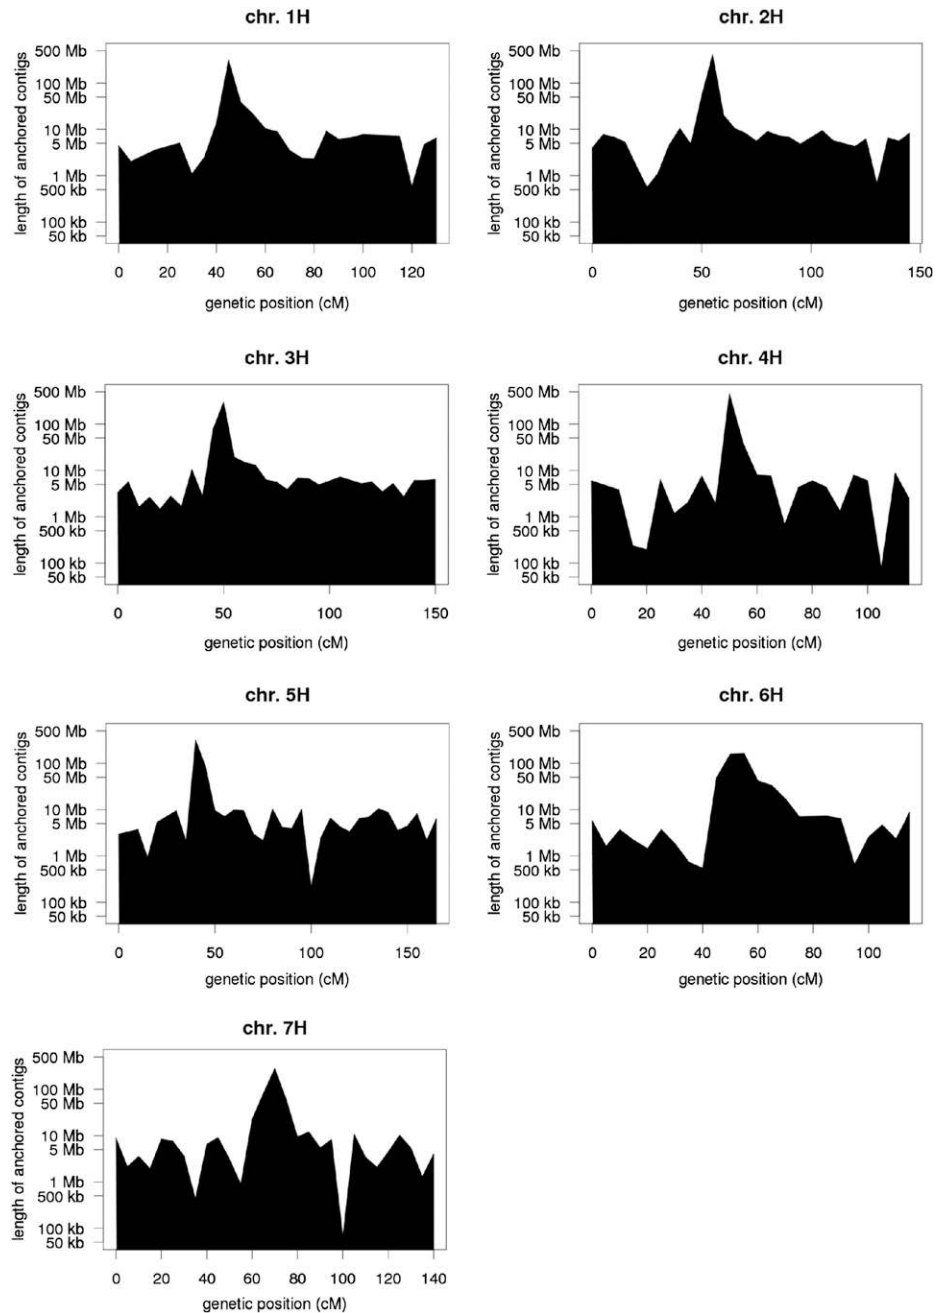 chr. 1H
length of anchored contigs
500 Mb
100 Mb
50 Mb
10 Mb
5 Mb
1 Mb
500 kb
100 kb
50 kb
0 20 40 60 80 100 120
genetic position (cM)
chr. 2H
length of anchored contigs
500 Mb
100 Mb
50 Mb
10 Mb
5 Mb
1 Mb
500 kb
100 kb
50 kb
0 50 100 150
genetic position (cM)
chr. 3H
length of anchored contigs
500 Mb
100 Mb
50 Mb
10 Mb
5 Mb
1 Mb
500 kb
100 kb
50 kb
0 50 100 150
genetic position (cM)
chr. 4H
length of anchored contigs
500 Mb
100 Mb
50 Mb
10 Mb
5 Mb
1 Mb
500 kb
100 kb
50 kb
0 20 40 60 80 100
genetic position (cM)
chr. 5H
length of anchored contigs
500 Mb
100 Mb
50 Mb
10 Mb
5 Mb
1 Mb
500 kb
100 kb
50 kb
0 50 100 150
genetic position (cM)
chr. 6H
length of anchored contigs
500 Mb
100 Mb
50 Mb
10 Mb
5 Mb
1 Mb
500 kb
100 kb
50 kb
0 20 40 60 80 100
genetic position (cM)
chr. 7H
length of anchored contigs
500 Mb
100 Mb
50 Mb
10 Mb
5 Mb
1 Mb
500 kb
100 kb
50 kb
0 20 40 60 80 100 120 140
genetic position (cM)